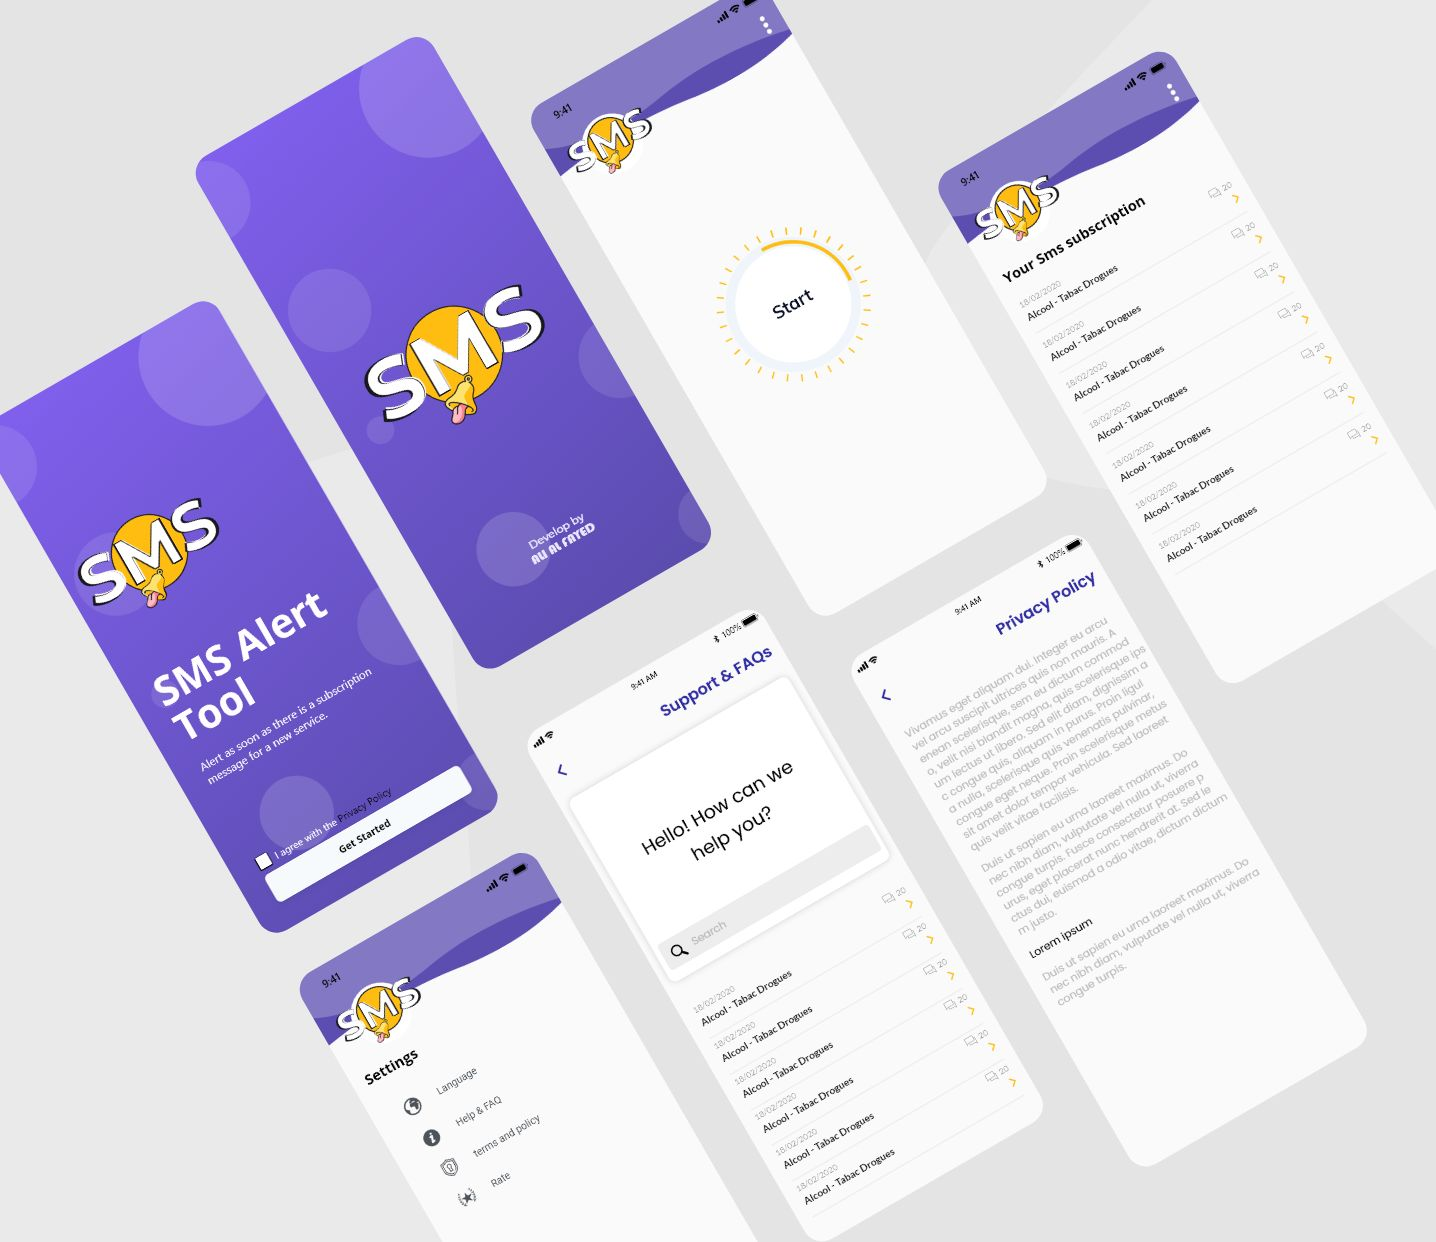 SMS
SMS Alert
Tool
Alert as soon as there is a subscription
message for a new service.
I agree with the Privacy Policy
Get Started
SMS
Develop by
ALI AL FAYED
9:41
SMS
Start
9:41
SMS
Your Sms subscription
20
18/02/2020
Alcool - Tabac Drogues
20
18/02/2020
Alcool - Tabac Drogues
20
18/02/2020
Alcool - Tabac Drogues
20
18/02/2020
Alcool - Tabac Drogues
20
18/02/2020
Alcool - Tabac Drogues
20
18/02/2020
Alcool - Tabac Drogues
20
18/02/2020
Alcool - Tabac Drogues
9:41
SMS
Settings
Language
Help & FAQ
terms and policy
Rate
9:41 AM
100%
Support & FAQs
Hello! How can we
help you?
Search
20
18/02/2020
Alcool - Tabac Drogues
20
18/02/2020
Alcool - Tabac Drogues
20
18/02/2020
Alcool - Tabac Drogues
20
18/02/2020
Alcool - Tabac Drogues
20
18/02/2020
Alcool - Tabac Drogues
20
18/02/2020
Alcool - Tabac Drogues
9:41 AM
100%
Privacy Policy
Vivamus eget aliquam dui. Integer eu arcu
vel arcu suscipit ultrices quis non mauris. A
enean scelerisque, sem eu dictum commod
o, velit nisi blandit magna, quis scelerisque ips
um lectus ut libero. Sed elit diam, dignissim a
c congue quis, aliquam in purus. Proin ligul
a nulla, scelerisque quis venenatis pulvinar,
congue eget neque. Proin scelerisque metus
sit amet dolor tempor vehicula. Sed laoreet
quis velit vitae facilisis.
Duis ut sapien eu urna laoreet maximus. Do
nec nibh diam, vulputate vel nulla ut, viverra
congue turpis. Fusce consectetur posuere p
urus, eget placerat nunc hendrerit at. Sed le
ctus dui, euismod a odio vitae, dictum dictum
m justo.
Lorem ipsum
Duis ut sapien eu urna laoreet maximus. Do
nec nibh diam, vulputate vel nulla ut, viverra
congue turpis.